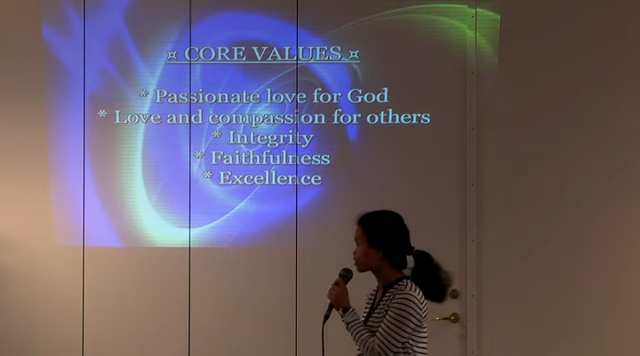 ¤ CORE VALUES ¤
* Passionate love for God
* Love and compassion for others
* Integrity
* Faithfulness
* Excellence